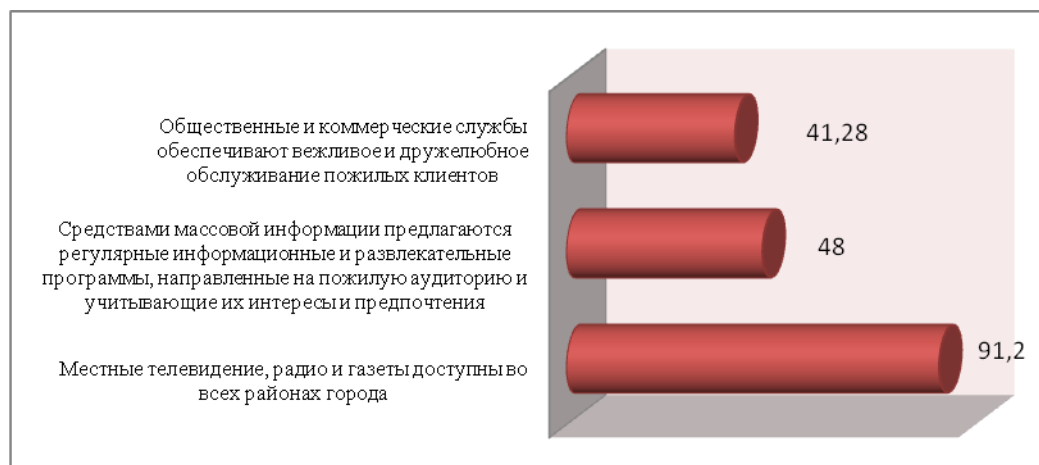 Общественные и коммерческие службы
обеспечивают вежливое и дружелюбное
обслуживание пожилых клиентов
41,28
Средствами массовой информации предлагаются
регулярные информационные и развлекательные
программы, направленные на пожилую аудиторию и
учитывающие их интересы и предпочтения
48
Местные телевидение, радио и газеты доступны во
всех районах города
91,2